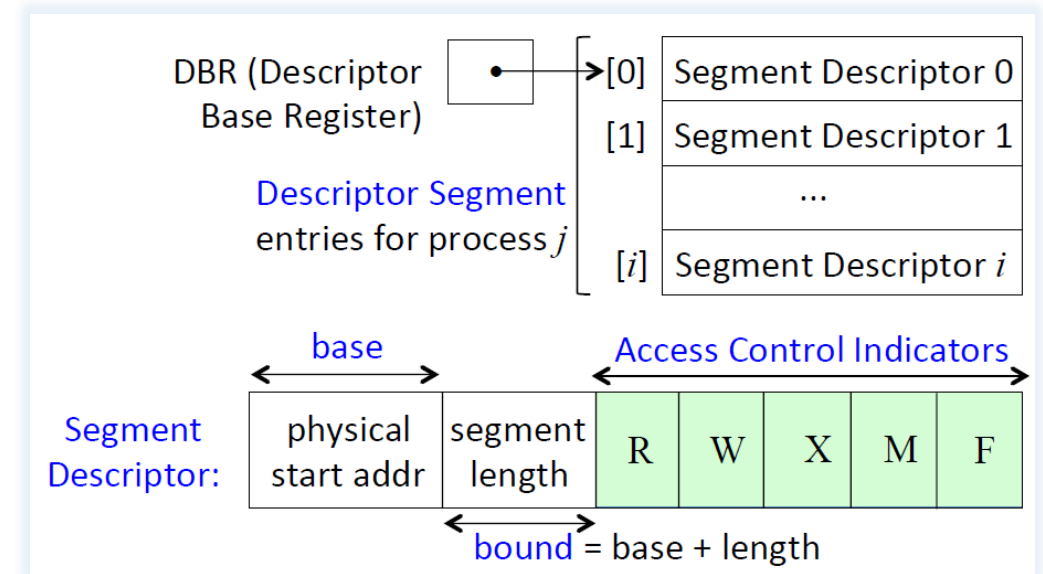 DBR (Descriptor
Base Register)
[0] Segment Descriptor 0
[1] Segment Descriptor 1
...
[i] Segment Descriptor i
Descriptor Segment
entries for process j
base
Access Control Indicators
Segment
Descriptor:
physical
start addr
segment
length
R W X M F
bound = base + length